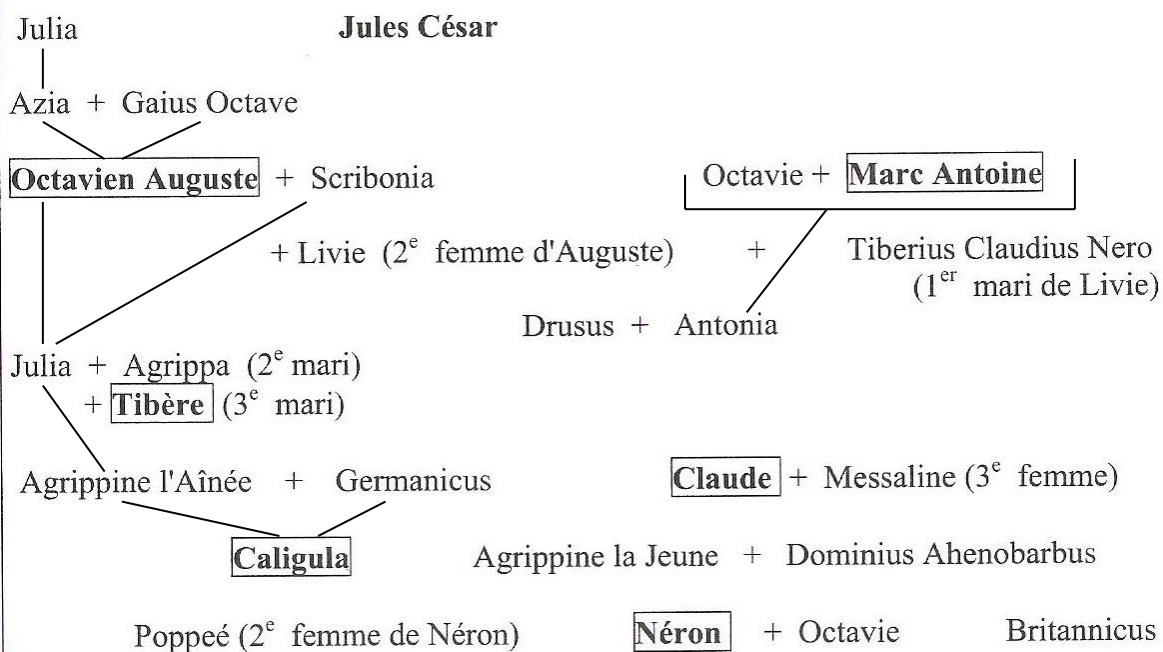 Julia Jules César
Azia + Gaius Octave
Octavien Auguste + Scribonia Octavie + Marc Antoine
+ Livie (2e femme d'Auguste) + Tiberius Claudius Nero
(1er mari de Livie)
Drusus + Antonia
Julia + Agrippa (2e mari)
+ Tibère (3e mari)
Agrippine l'Aînée + Germanicus Claude + Messaline (3e femme)
Caligula Agrippine la Jeune + Dominius Ahenobarbus
Poppeé (2e femme de Néron) Néron + Octavie Britannicus